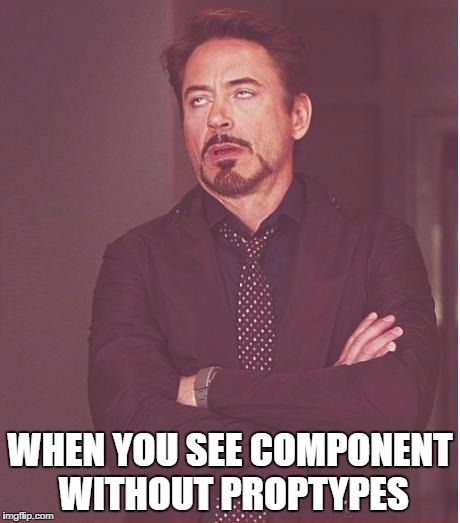 WHEN YOU SEE COMPONENT
WITHOUT PROPTYPES
imgflip.com